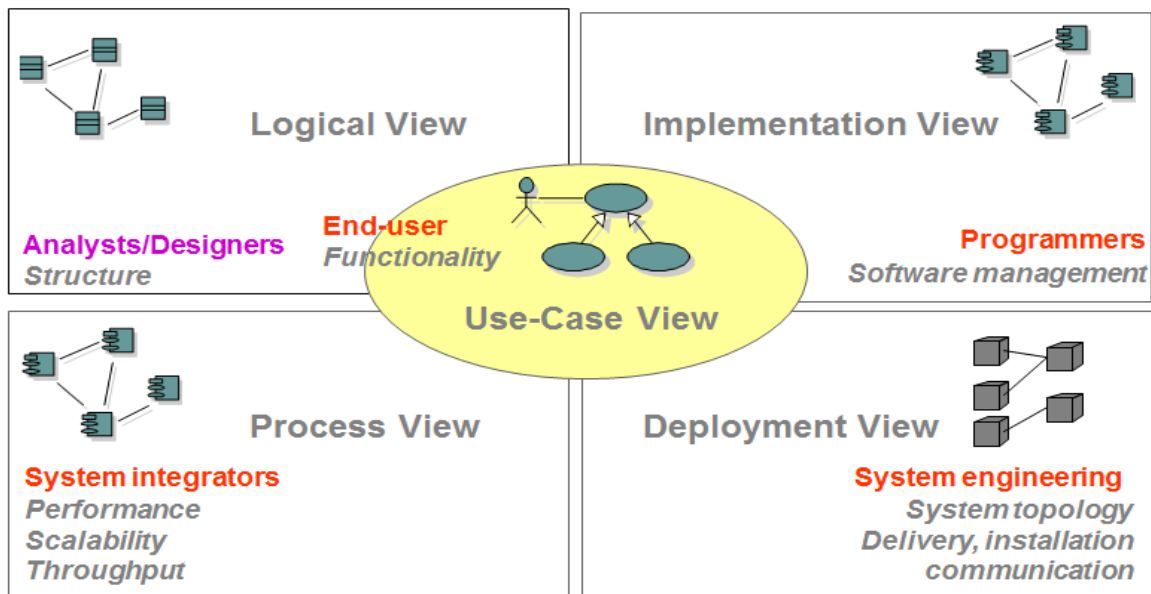 Logical View
Analysts/Designers
Structure
Implementation View
Programmers
Software management
End-user
Functionality
Use-Case View
Process View
System integrators
Performance
Scalability
Throughput
Deployment View
System engineering
System topology
Delivery, installation
communication